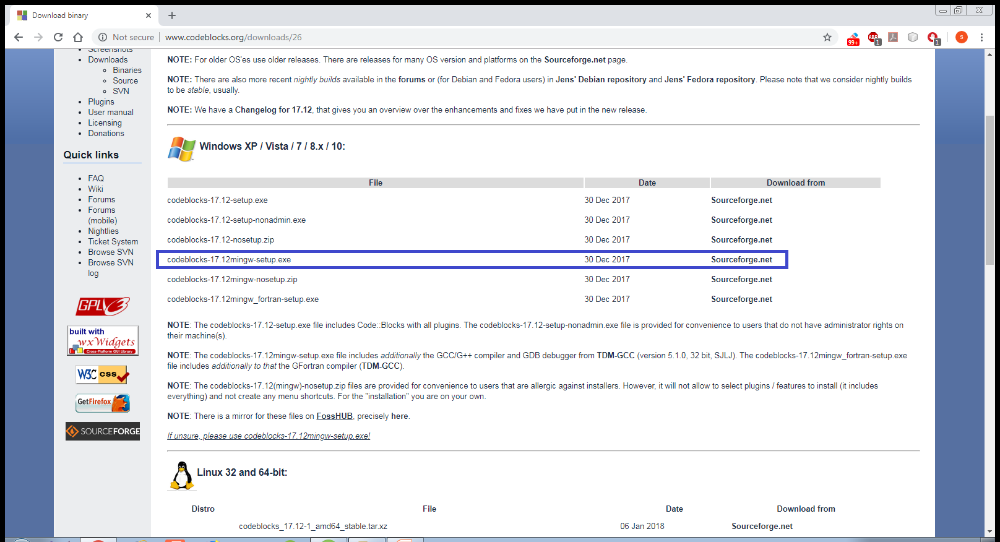 Download binary
Not secure
www.codeblocks.org/downloads/26
99+
ABP
1
1
S
Screenshots
Downloads
Binaries
Source
SVN
Plugins
User manual
Licensing
Donations
Quick links
FAQ
Wiki
Forums
Forums
(mobile)
Nightlies
Ticket System
Browse SVN
Browse SVN
log
GPLv3
built with
wxWidgets
Cross-Platform GUI Library
W3C css
GetFirefox
SOURCEFORGE
NOTE: For older OS'es use older releases. There are releases for many OS version and platforms on the Sourceforge.net page.
NOTE: There are also more recent nightly builds available in the forums or (for Debian and Fedora users) in Jens' Debian repository and Jens' Fedora repository. Please note that we consider nightly builds
to be stable, usually.
NOTE: We have a Changelog for 17.12, that gives you an overview over the enhancements and fixes we have put in the new release.
Windows XP / Vista / 7 / 8.x / 10:
File Date Download from
codeblocks-17.12-setup.exe 30 Dec 2017 Sourceforge.net
codeblocks-17.12-setup-nonadmin.exe 30 Dec 2017 Sourceforge.net
codeblocks-17.12-nosetup.zip 30 Dec 2017 Sourceforge.net
codeblocks-17.12mingw-setup.exe 30 Dec 2017 Sourceforge.net
codeblocks-17.12mingw-nosetup.zip 30 Dec 2017 Sourceforge.net
codeblocks-17.12mingw_fortran-setup.exe 30 Dec 2017 Sourceforge.net
NOTE: The codeblocks-17.12-setup.exe file includes Code::Blocks with all plugins. The codeblocks-17.12-setup-nonadmin.exe file is provided for convenience to users that do not have administrator rights on
their machine(s).
NOTE: The codeblocks-17.12mingw-setup.exe file includes additionally the GCC/G++ compiler and GDB debugger from TDM-GCC (version 5.1.0, 32 bit, SJLJ). The codeblocks-17.12mingw_fortran-setup.exe
file includes additionally to that the GFortran compiler (TDM-GCC).
NOTE: The codeblocks-17.12(mingw)-nosetup.zip files are provided for convenience to users that are allergic against installers. However, it will not allow to select plugins / features to install (it includes
everything) and not create any menu shortcuts. For the "installation" you are on your own.
NOTE: There is a mirror for these files on FossHUB, precisely here.
If unsure, please use codeblocks-17.12mingw-setup.exe!
Linux 32 and 64-bit:
Distro File Date Download from
codeblocks_17.12-1_amd64_stable.tar.xz 06 Jan 2018 Sourceforge.net